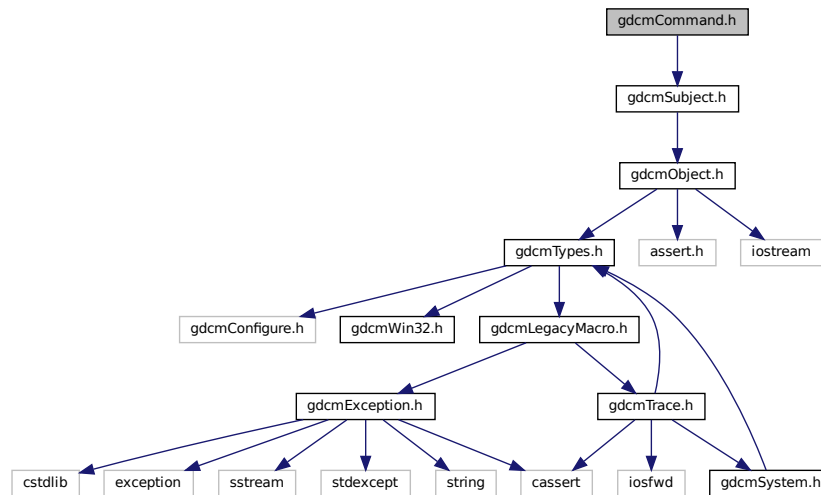 gdcmCommand.h
gdcmSubject.h
gdcmObject.h
gdcmTypes.h
assert.h
iostream
gdcmConfigure.h
gdcmWin32.h
gdcmLegacyMacro.h
gdcmException.h
gdcmTrace.h
cstdlib
exception
sstream
stdexcept
string
cassert
iosfwd
gdcmSystem.h